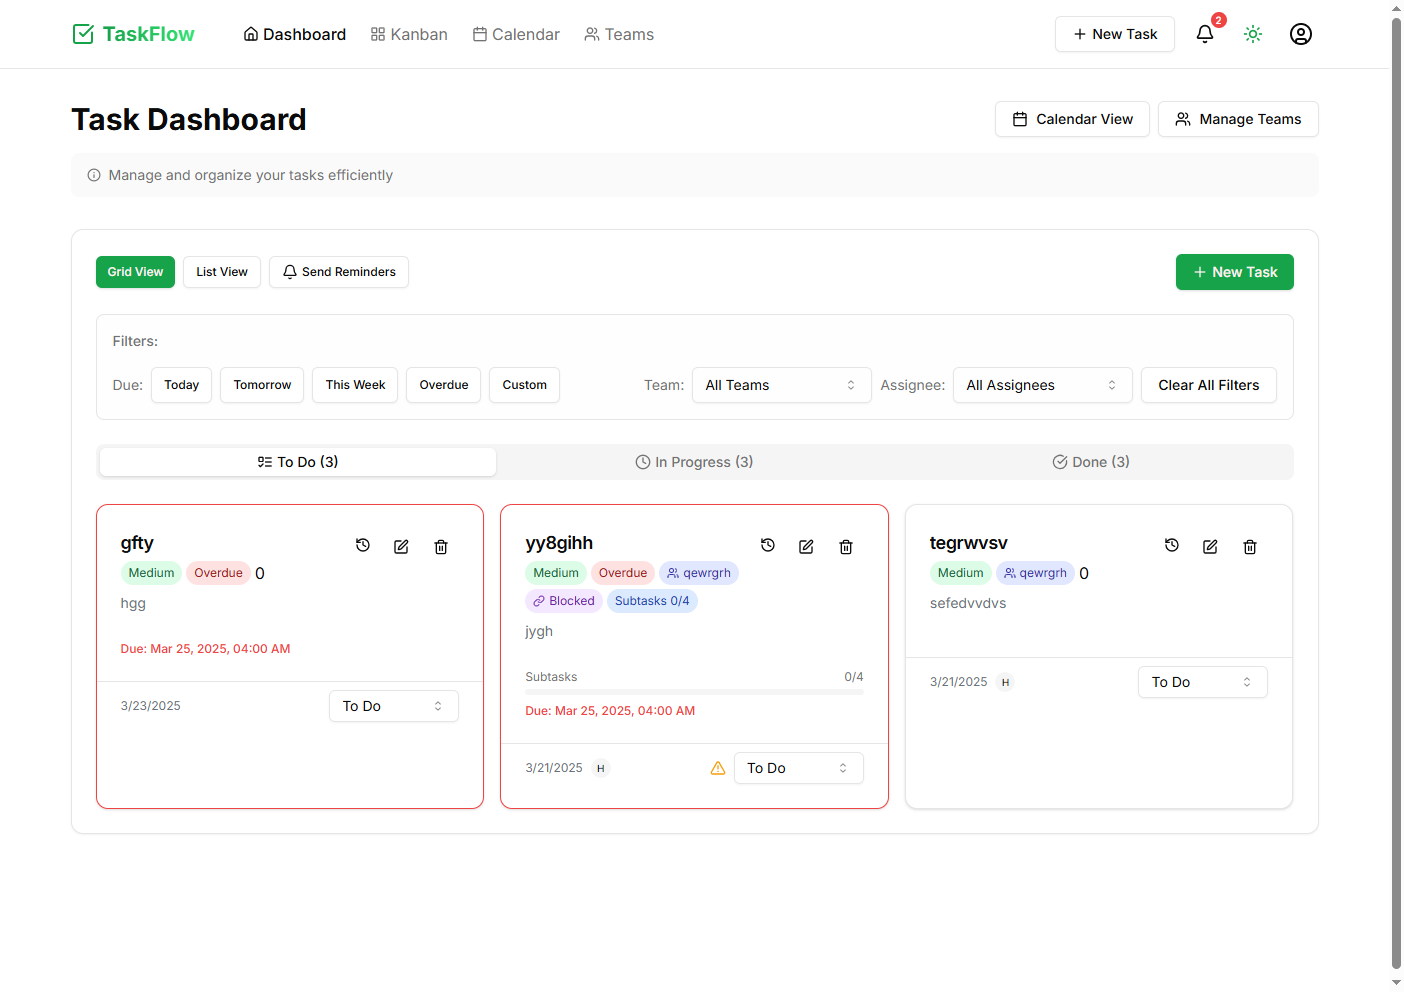 TaskFlow Dashboard Kanban Calendar Teams + New Task 2
Task Dashboard Calendar View Manage Teams
Manage and organize your tasks efficiently
Grid View List View Send Reminders + New Task
Filters:
Due: Today Tomorrow This Week Overdue Custom Team: All Teams Assignee: All Assignees Clear All Filters
To Do (3) In Progress (3) Done (3)
gfty
Medium Overdue 0
hgg
Due: Mar 25, 2025, 04:00 AM
3/23/2025 To Do
yy8gihh
Medium Overdue qewrgrh
Blocked Subtasks 0/4
jygh
Subtasks 0/4
Due: Mar 25, 2025, 04:00 AM
3/21/2025 H To Do
tegrwvsv
Medium qewrgrh 0
sefedvvdvs
3/21/2025 H To Do